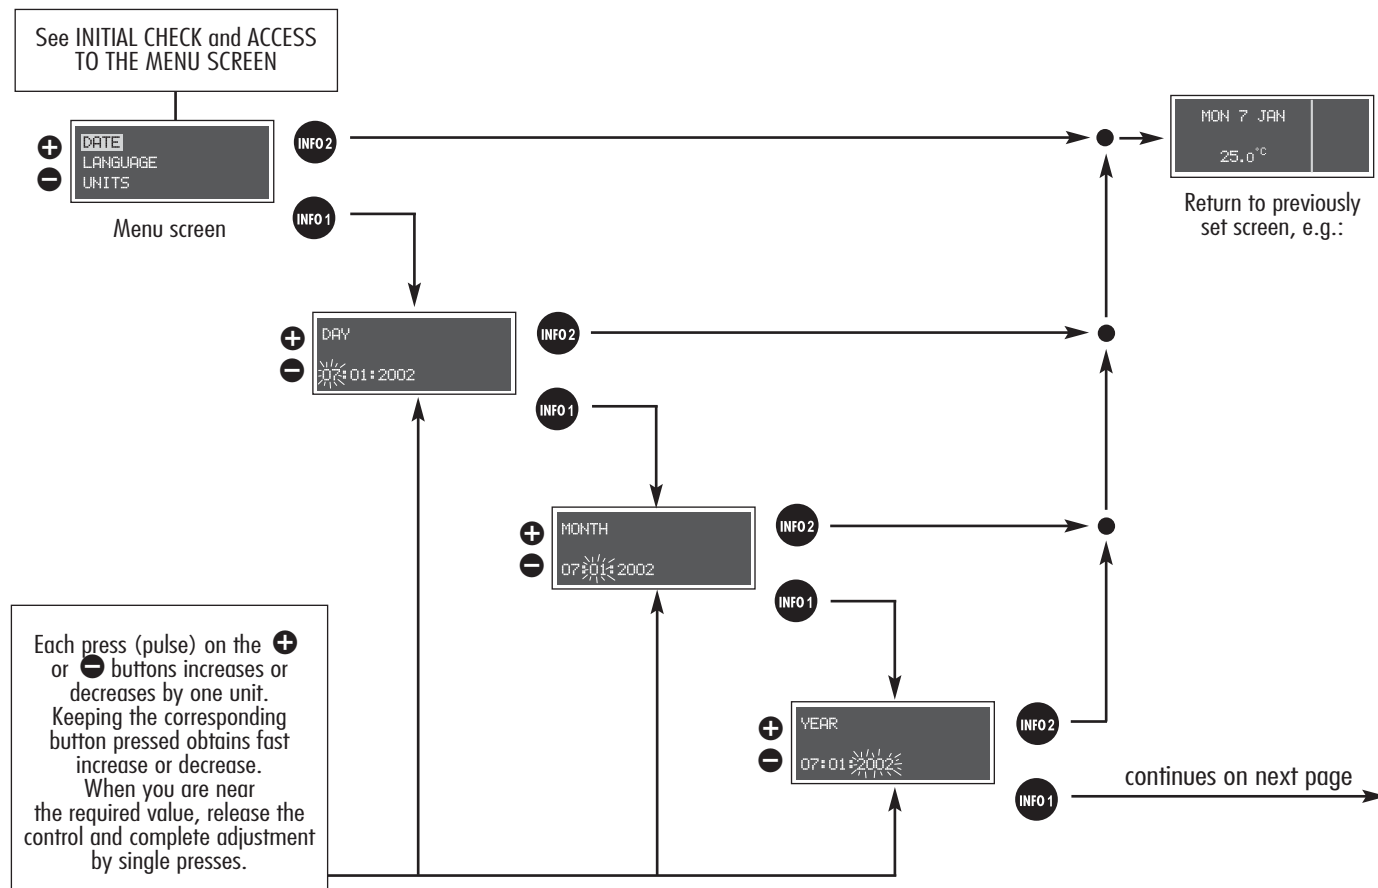 See INITIAL CHECK and ACCESS
TO THE MENU SCREEN
DATE
LANGUAGE
UNITS
INFO 2
INFO 1
Menu screen
MON 7 JAN
25.0°C
Return to previously
set screen, e.g.:
DAY
07:01:2002
INFO 2
INFO 1
MONTH
07:01:2002
INFO 2
INFO 1
YEAR
07:01:2002
INFO 2
INFO 1
continues on next page
Each press (pulse) on the +
or - buttons increases or
decreases by one unit.
Keeping the corresponding
button pressed obtains fast
increase or decrease.
When you are near
the required value, release the
control and complete adjustment
by single presses.